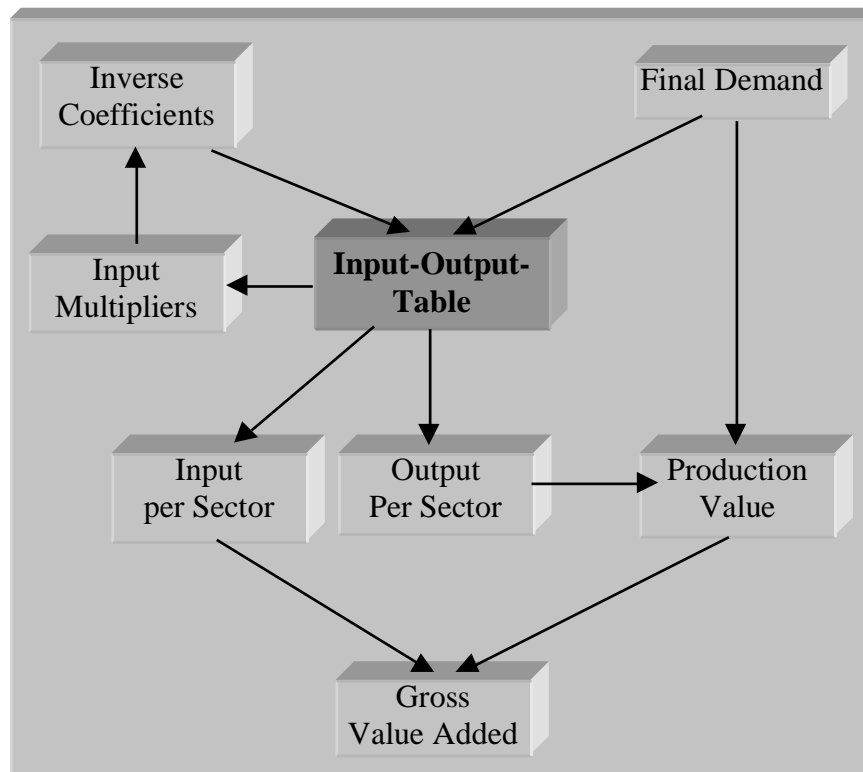 Inverse
Coefficients
Final Demand
Input
Multipliers
Input-Output-
Table
Input
per Sector
Output
Per Sector
Production
Value
Gross
Value Added